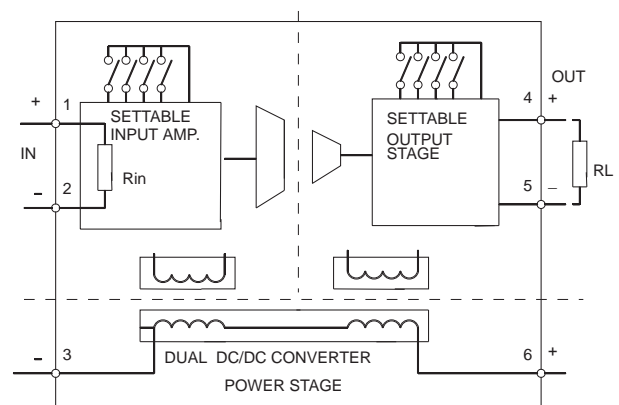 OUT
+ 1 SETTABLE SETTABLE 4 +
INPUT AMP. OUTPUT
STAGE
IN Rin RL
- 2 5 _
- 3 DUAL DC/DC CONVERTER 6 +
POWER STAGE